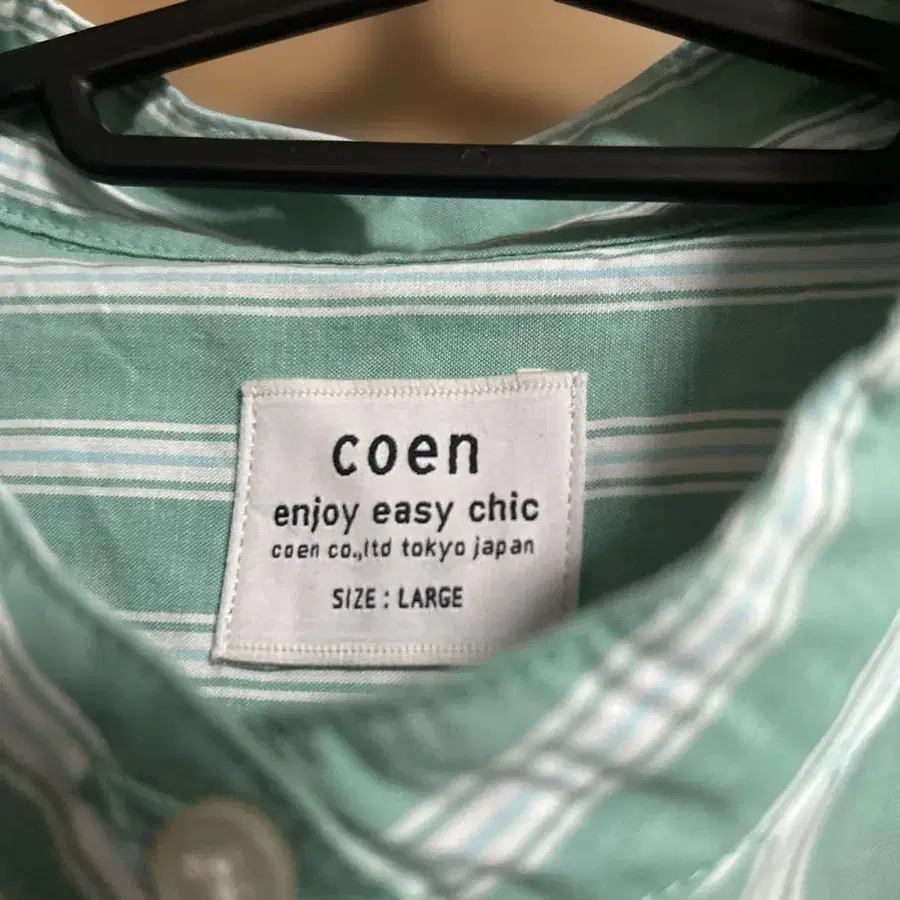 coen
enjoy easy chic
coen co.,ltd tokyo japan
SIZE : LARGE